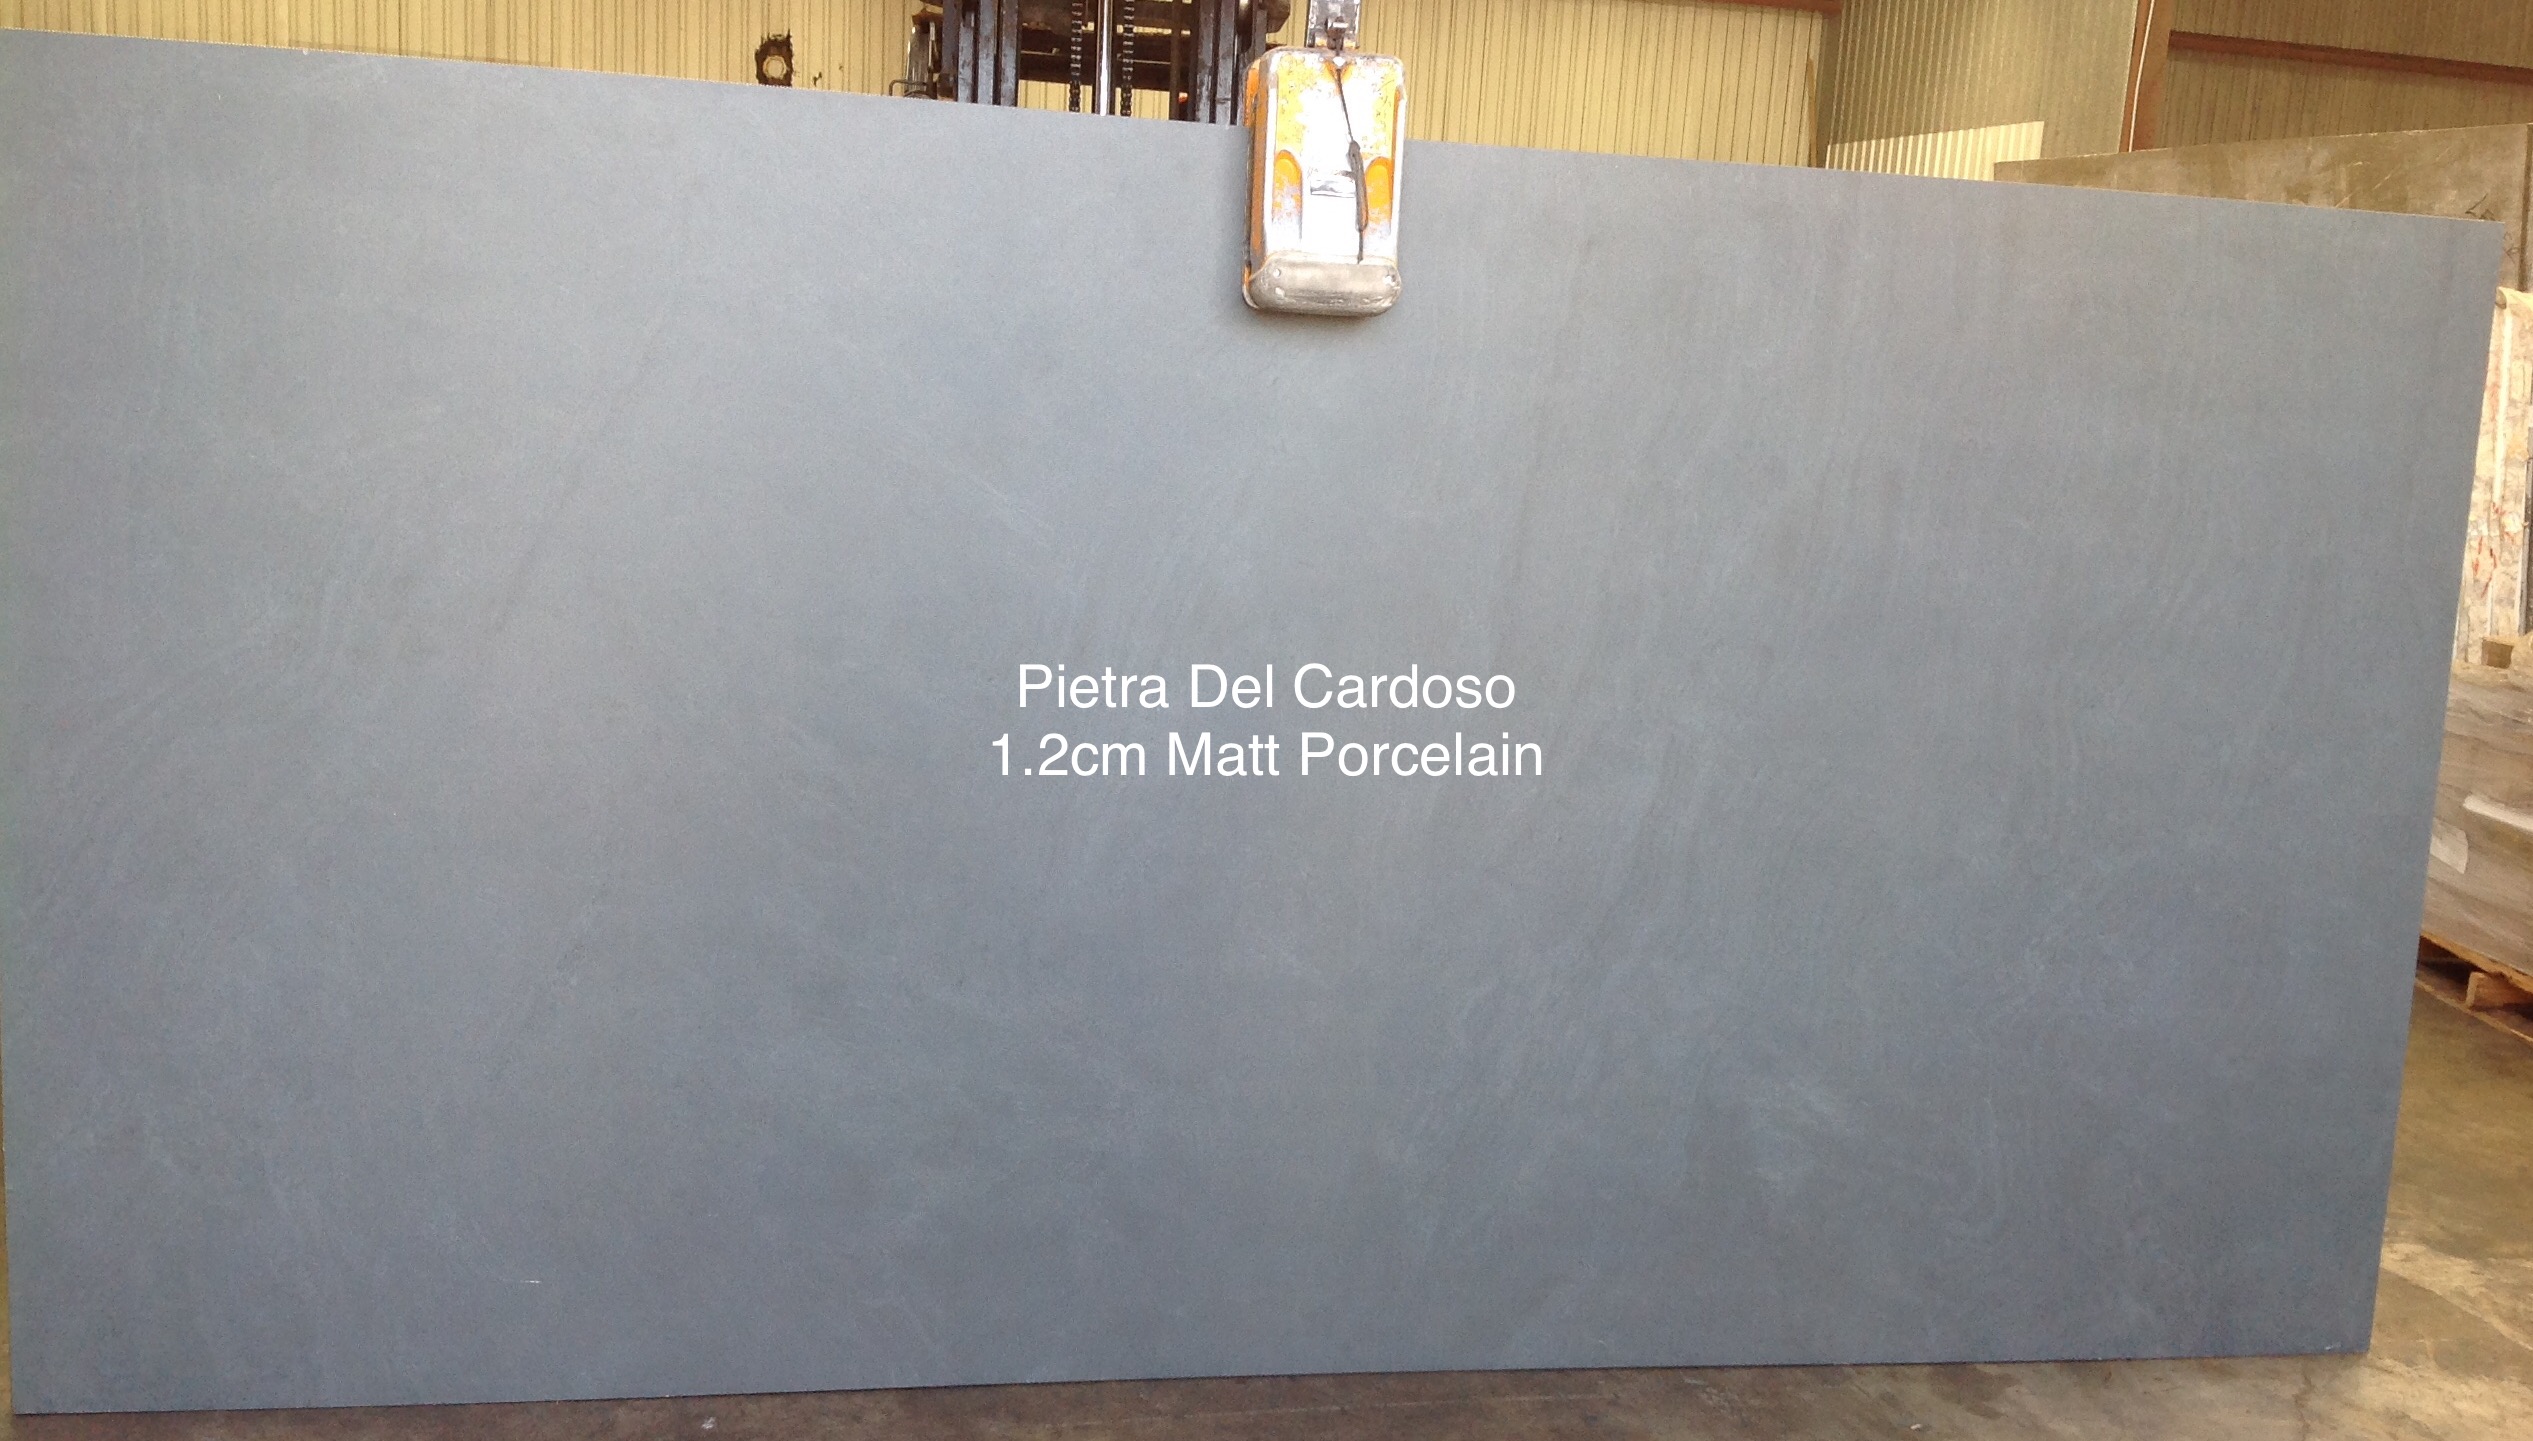 Pietra Del Cardoso
1.2cm Matt Porcelain